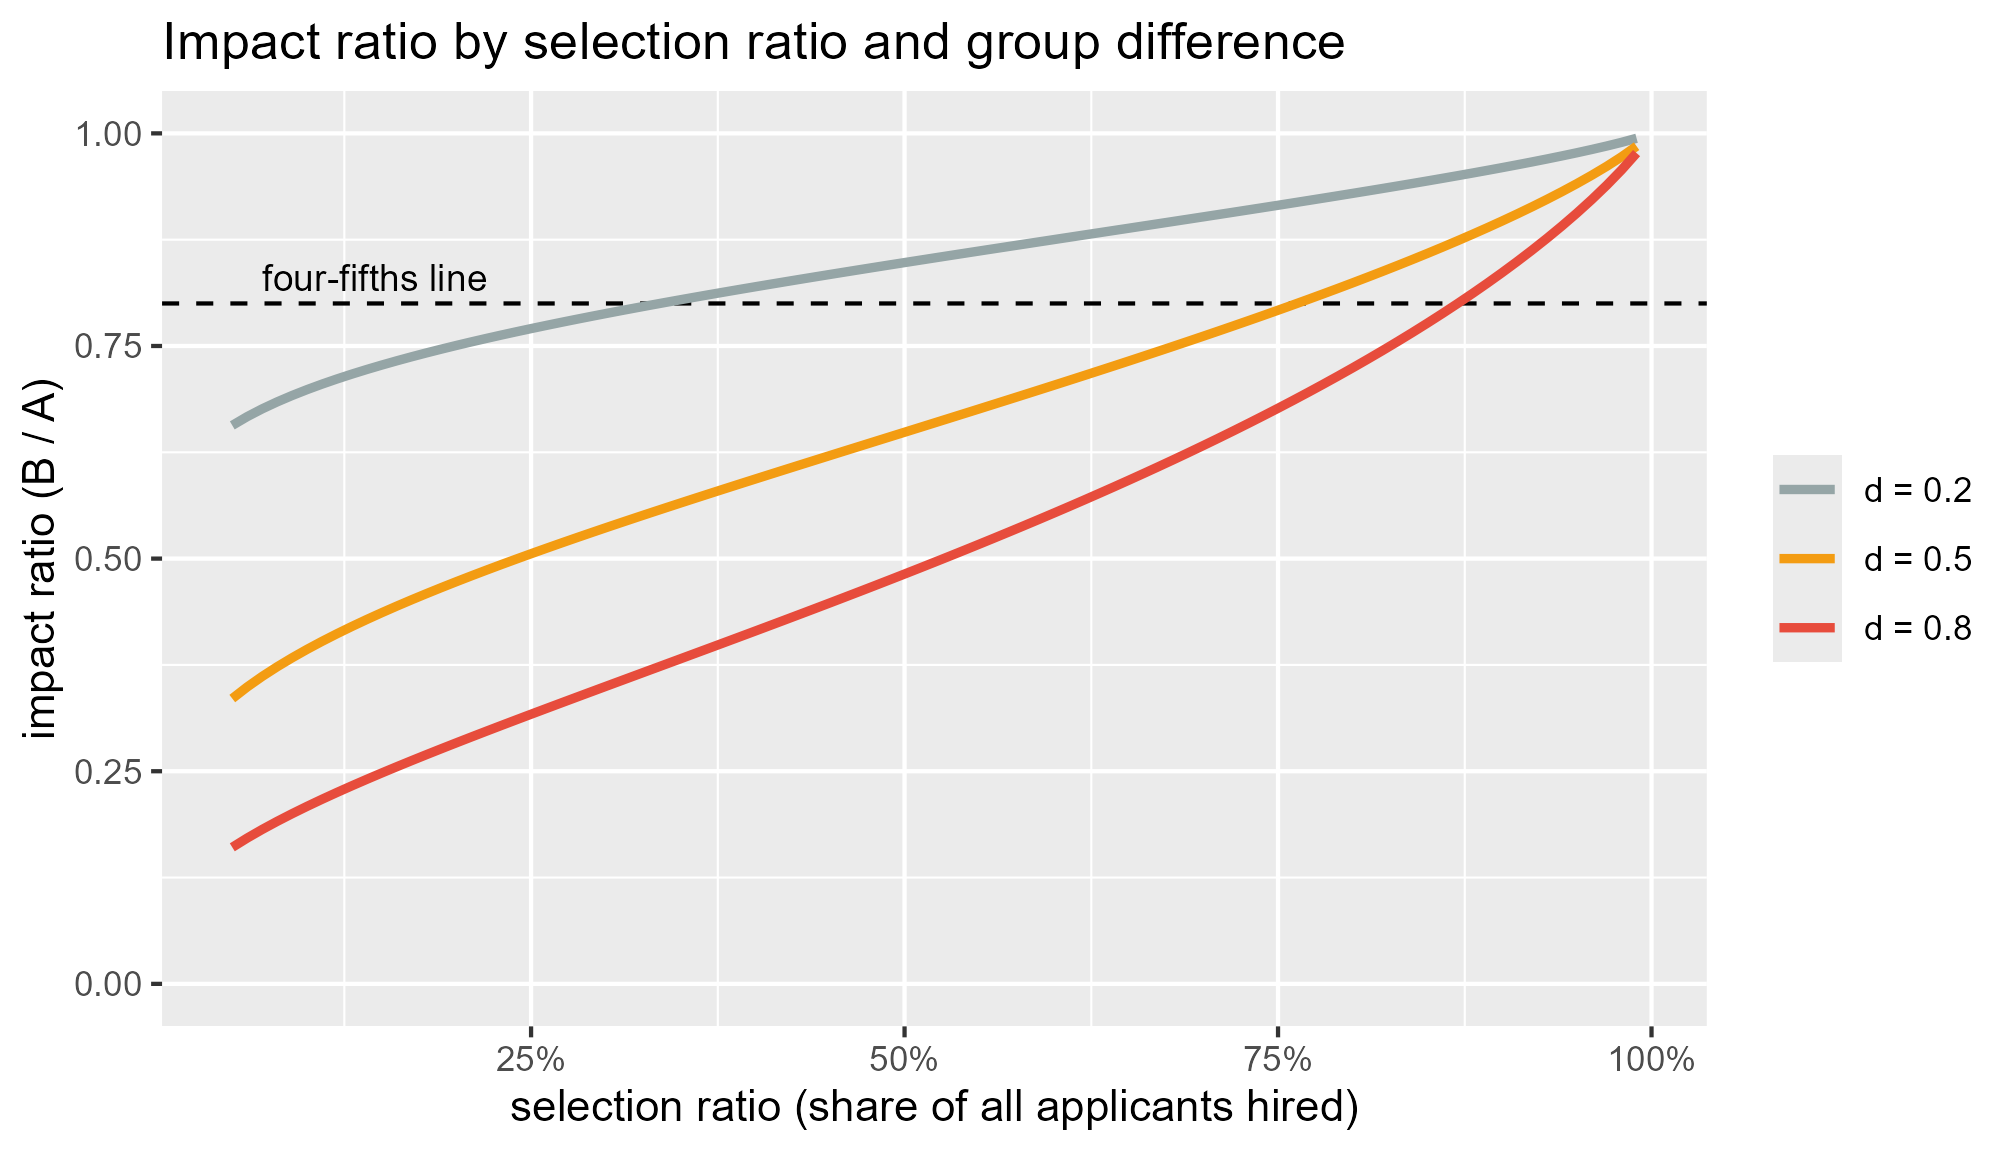 Impact ratio by selection ratio and group difference
1.00
0.75
0.50
0.25
0.00
impact ratio (B / A)
four-fifths line
25%
50%
75%
100%
selection ratio (share of all applicants hired)
d = 0.2
d = 0.5
d = 0.8